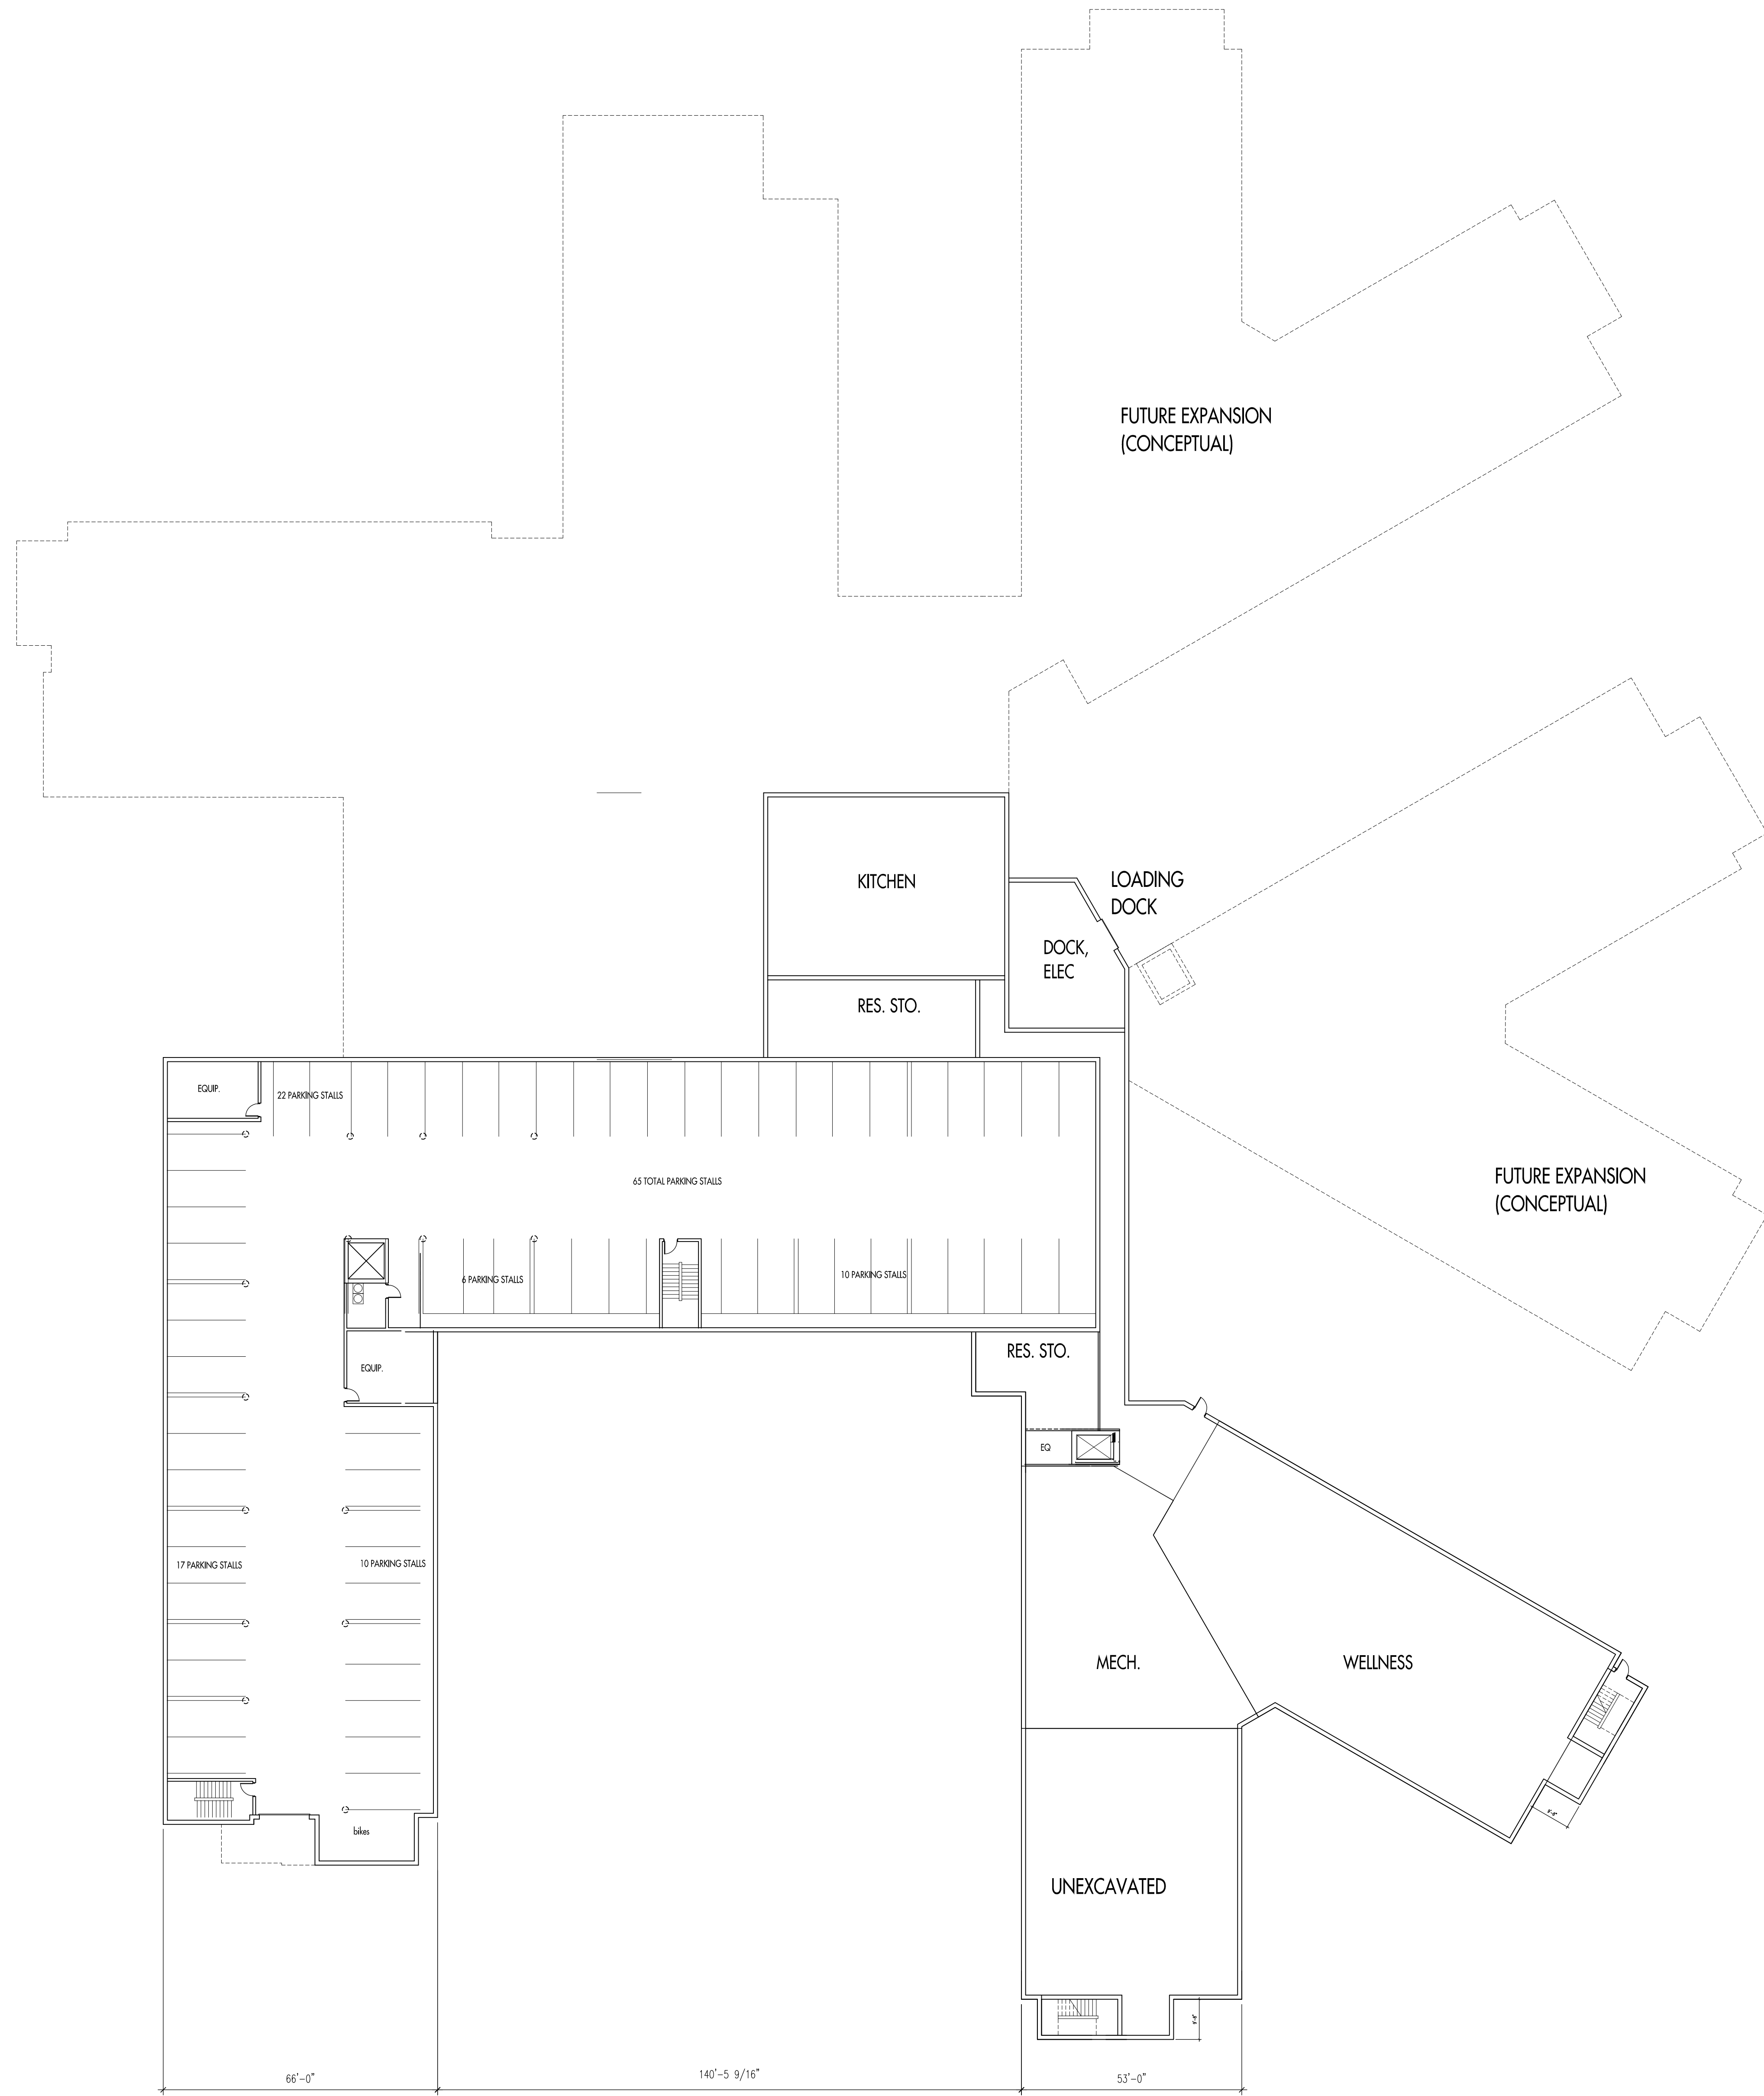 FUTURE EXPANSION
(CONCEPTUAL)
KITCHEN
LOADING
DOCK
DOCK,
ELEC
RES. STO.
EQUIP.
22 PARKING STALLS
65 TOTAL PARKING STALLS
FUTURE EXPANSION
(CONCEPTUAL)
6 PARKING STALLS
10 PARKING STALLS
RES. STO.
EQUIP.
EQ
17 PARKING STALLS
10 PARKING STALLS
MECH.
WELLNESS
bikes
UNEXCAVATED
66'-0"
140'-5 9/16"
53'-0"